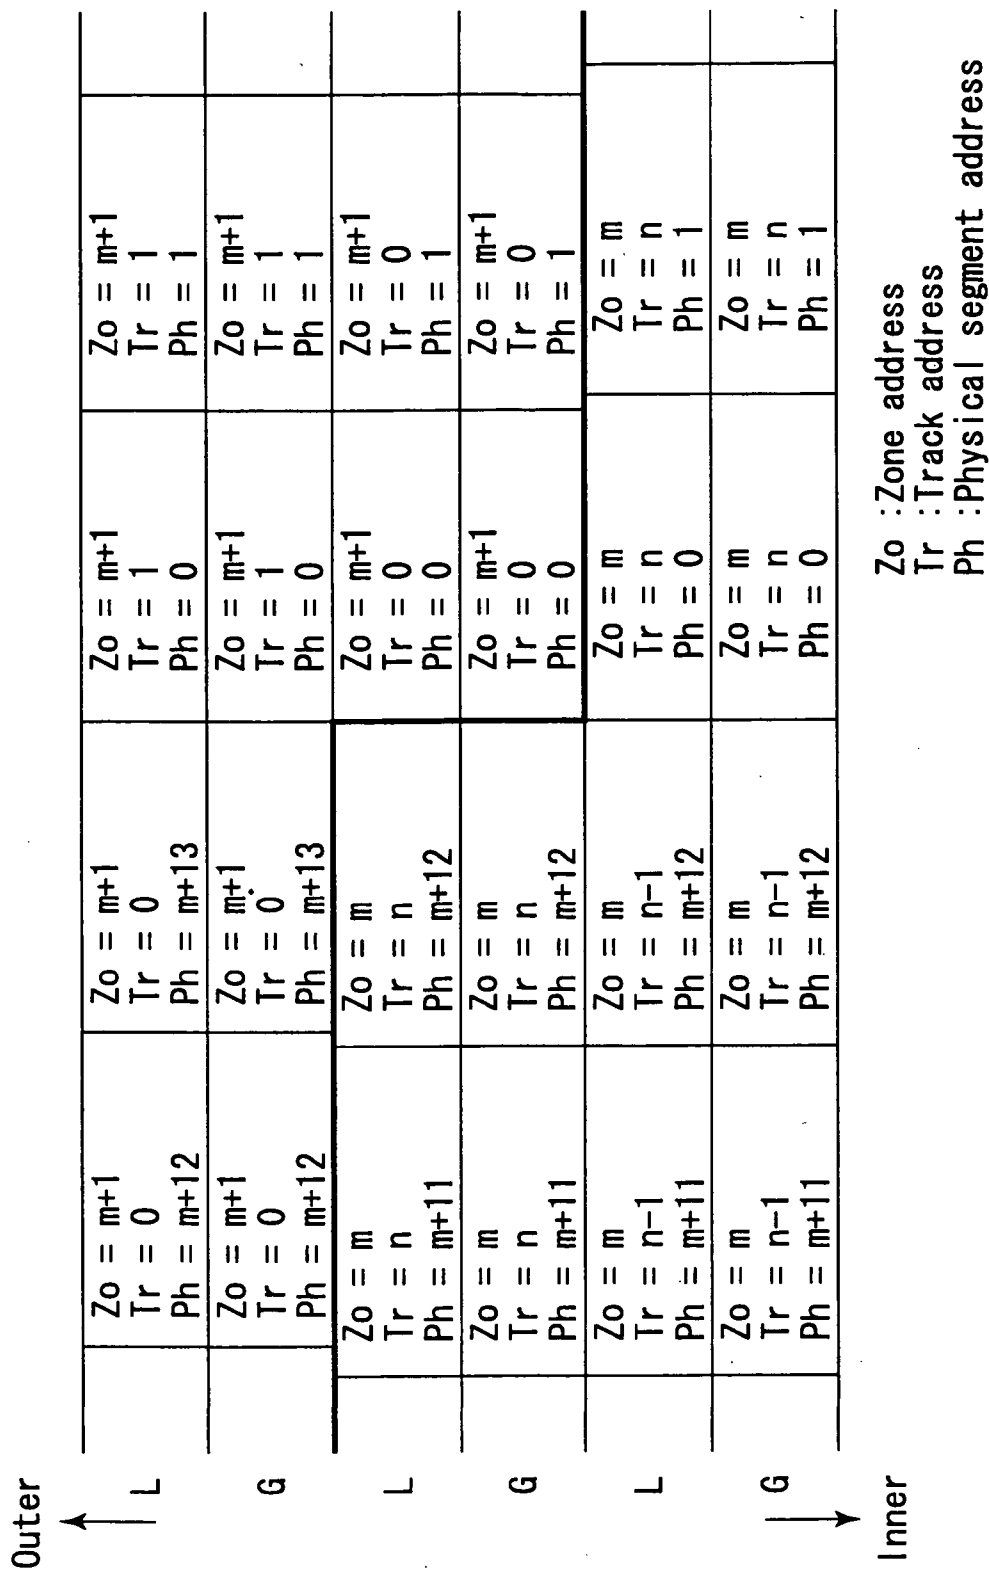 Outer
L
Zo = m+1
Tr = 0
Ph = m+12
Zo = m+1
Tr = 0
Ph = m+13
Zo = m+1
Tr = 1
Ph = 0
Zo = m+1
Tr = 1
Ph = 1
G
Zo = m+1
Tr = 0
Ph = m+12
Zo = m+1
Tr = 0
Ph = m+13
Zo = m+1
Tr = 1
Ph = 0
Zo = m+1
Tr = 1
Ph = 1
L
Zo = m
Tr = n
Ph = m+11
Zo = m
Tr = n
Ph = m+12
Zo = m+1
Tr = 0
Ph = 0
Zo = m+1
Tr = 0
Ph = 1
G
Zo = m
Tr = n
Ph = m+11
Zo = m
Tr = n
Ph = m+12
Zo = m+1
Tr = 0
Ph = 0
Zo = m+1
Tr = 0
Ph = 1
L
Zo = m
Tr = n-1
Ph = m+11
Zo = m
Tr = n-1
Ph = m+12
Zo = m
Tr = n
Ph = 0
Zo = m
Tr = n
Ph = 1
G
Zo = m
Tr = n-1
Ph = m+11
Zo = m
Tr = n-1
Ph = m+12
Zo = m
Tr = n
Ph = 0
Zo = m
Tr = n
Ph = 1
Inner
Zo :Zone address
Tr :Track address
Ph :Physical segment address